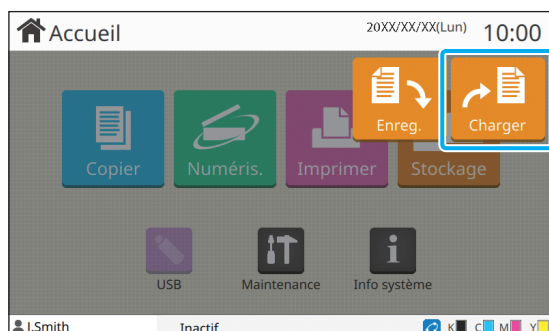 Accueil
20XX/XX/XX(Lun) 10:00
Enreg. Charger
Copier Numéris. Imprimer Stockage
USB Maintenance Info système
J.Smith Inactif K C M Y